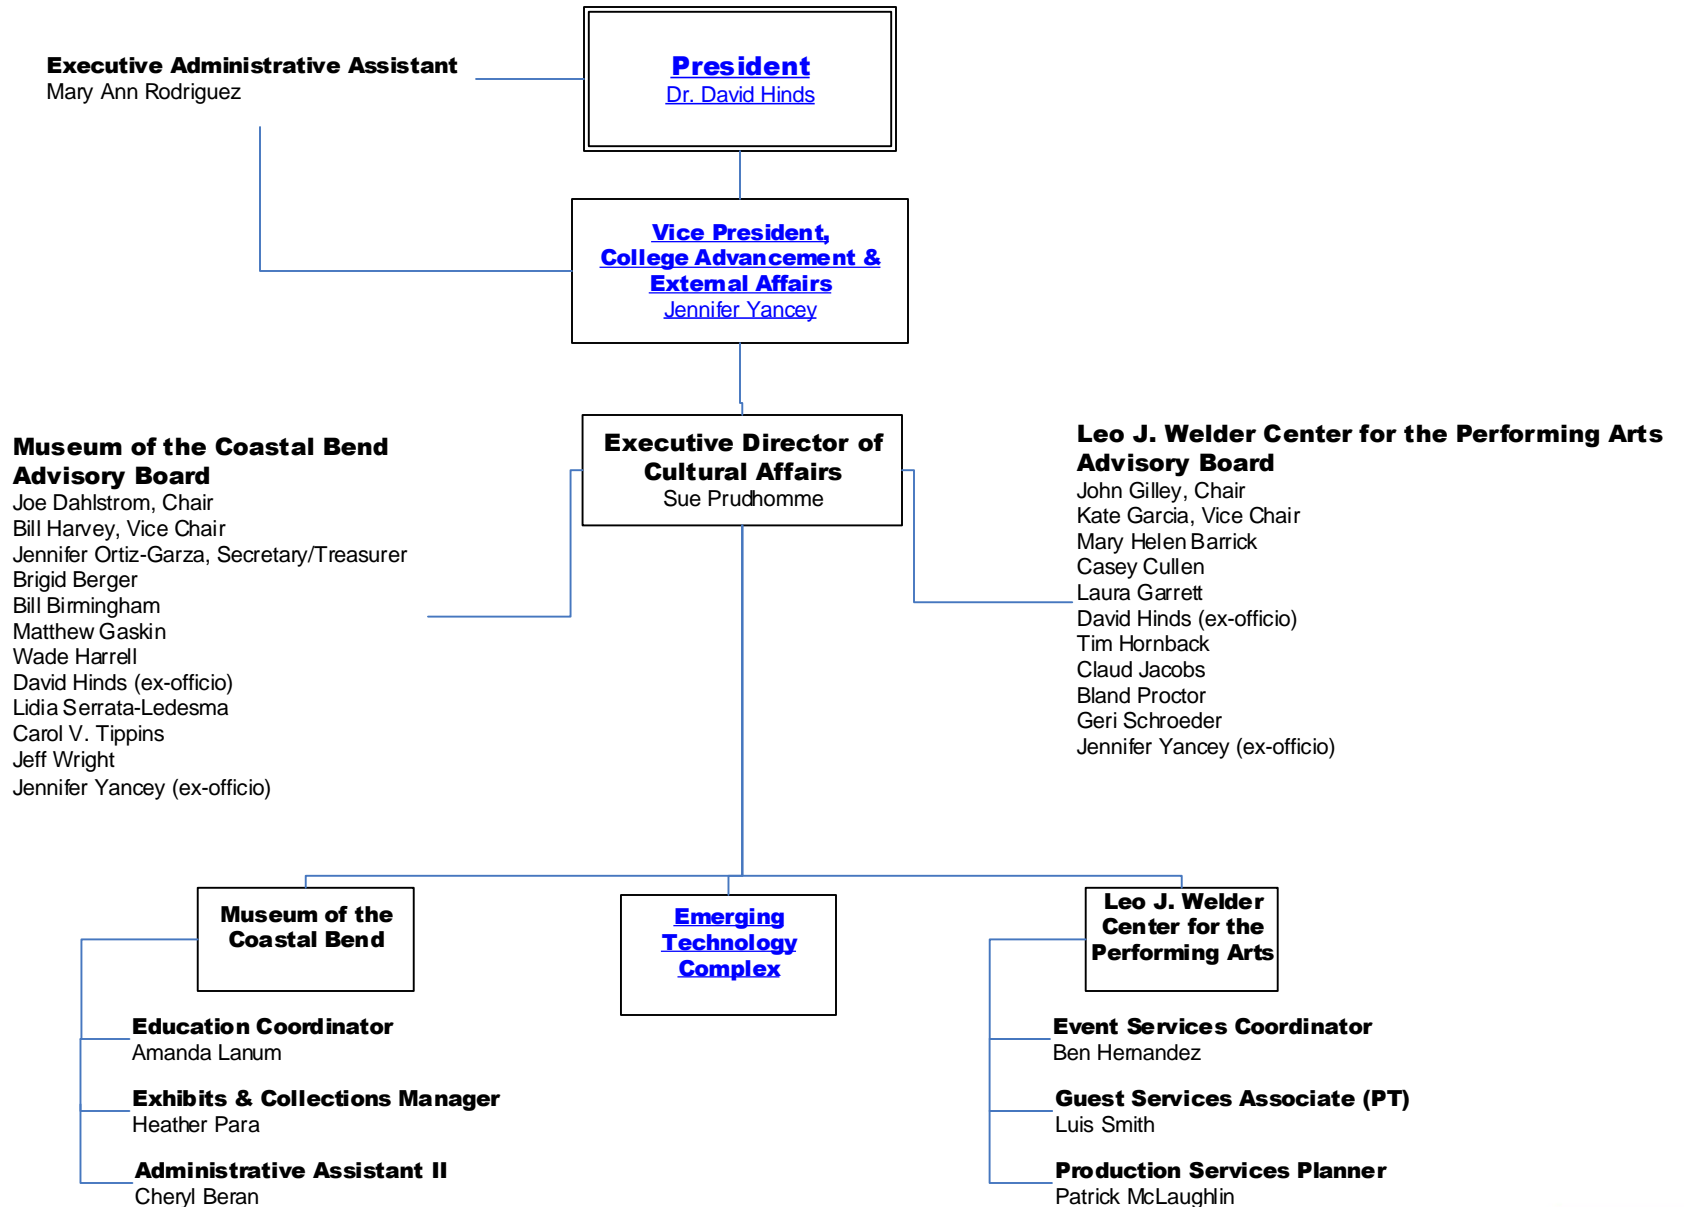 Executive Administrative Assistant
Mary Ann Rodriguez
President
Dr. David Hinds
Vice President,
College Advancement &
External Affairs
Jennifer Yancey
Executive Director of
Cultural Affairs
Sue Prudhomme
Museum of the Coastal Bend
Advisory Board
Joe Dahlstrom, Chair
Bill Harvey, Vice Chair
Jennifer Ortiz-Garza, Secretary/Treasurer
Brigid Berger
Bill Birmingham
Matthew Gaskin
Wade Harrell
David Hinds (ex-officio)
Lidia Serrata-Ledesma
Carol V. Tippins
Jeff Wright
Jennifer Yancey (ex-officio)
Leo J. Welder Center for the Performing Arts
Advisory Board
John Gilley, Chair
Kate Garcia, Vice Chair
Mary Helen Barrick
Casey Cullen
Laura Garrett
David Hinds (ex-officio)
Tim Hornback
Claud Jacobs
Bland Proctor
Geri Schroeder
Jennifer Yancey (ex-officio)
Museum of the
Coastal Bend
Education Coordinator
Amanda Lanum
Exhibits & Collections Manager
Heather Para
Administrative Assistant II
Cheryl Beran
Emerging
Technology
Complex
Leo J. Welder
Center for the
Performing Arts
Event Services Coordinator
Ben Hernandez
Guest Services Associate (PT)
Luis Smith
Production Services Planner
Patrick McLaughlin